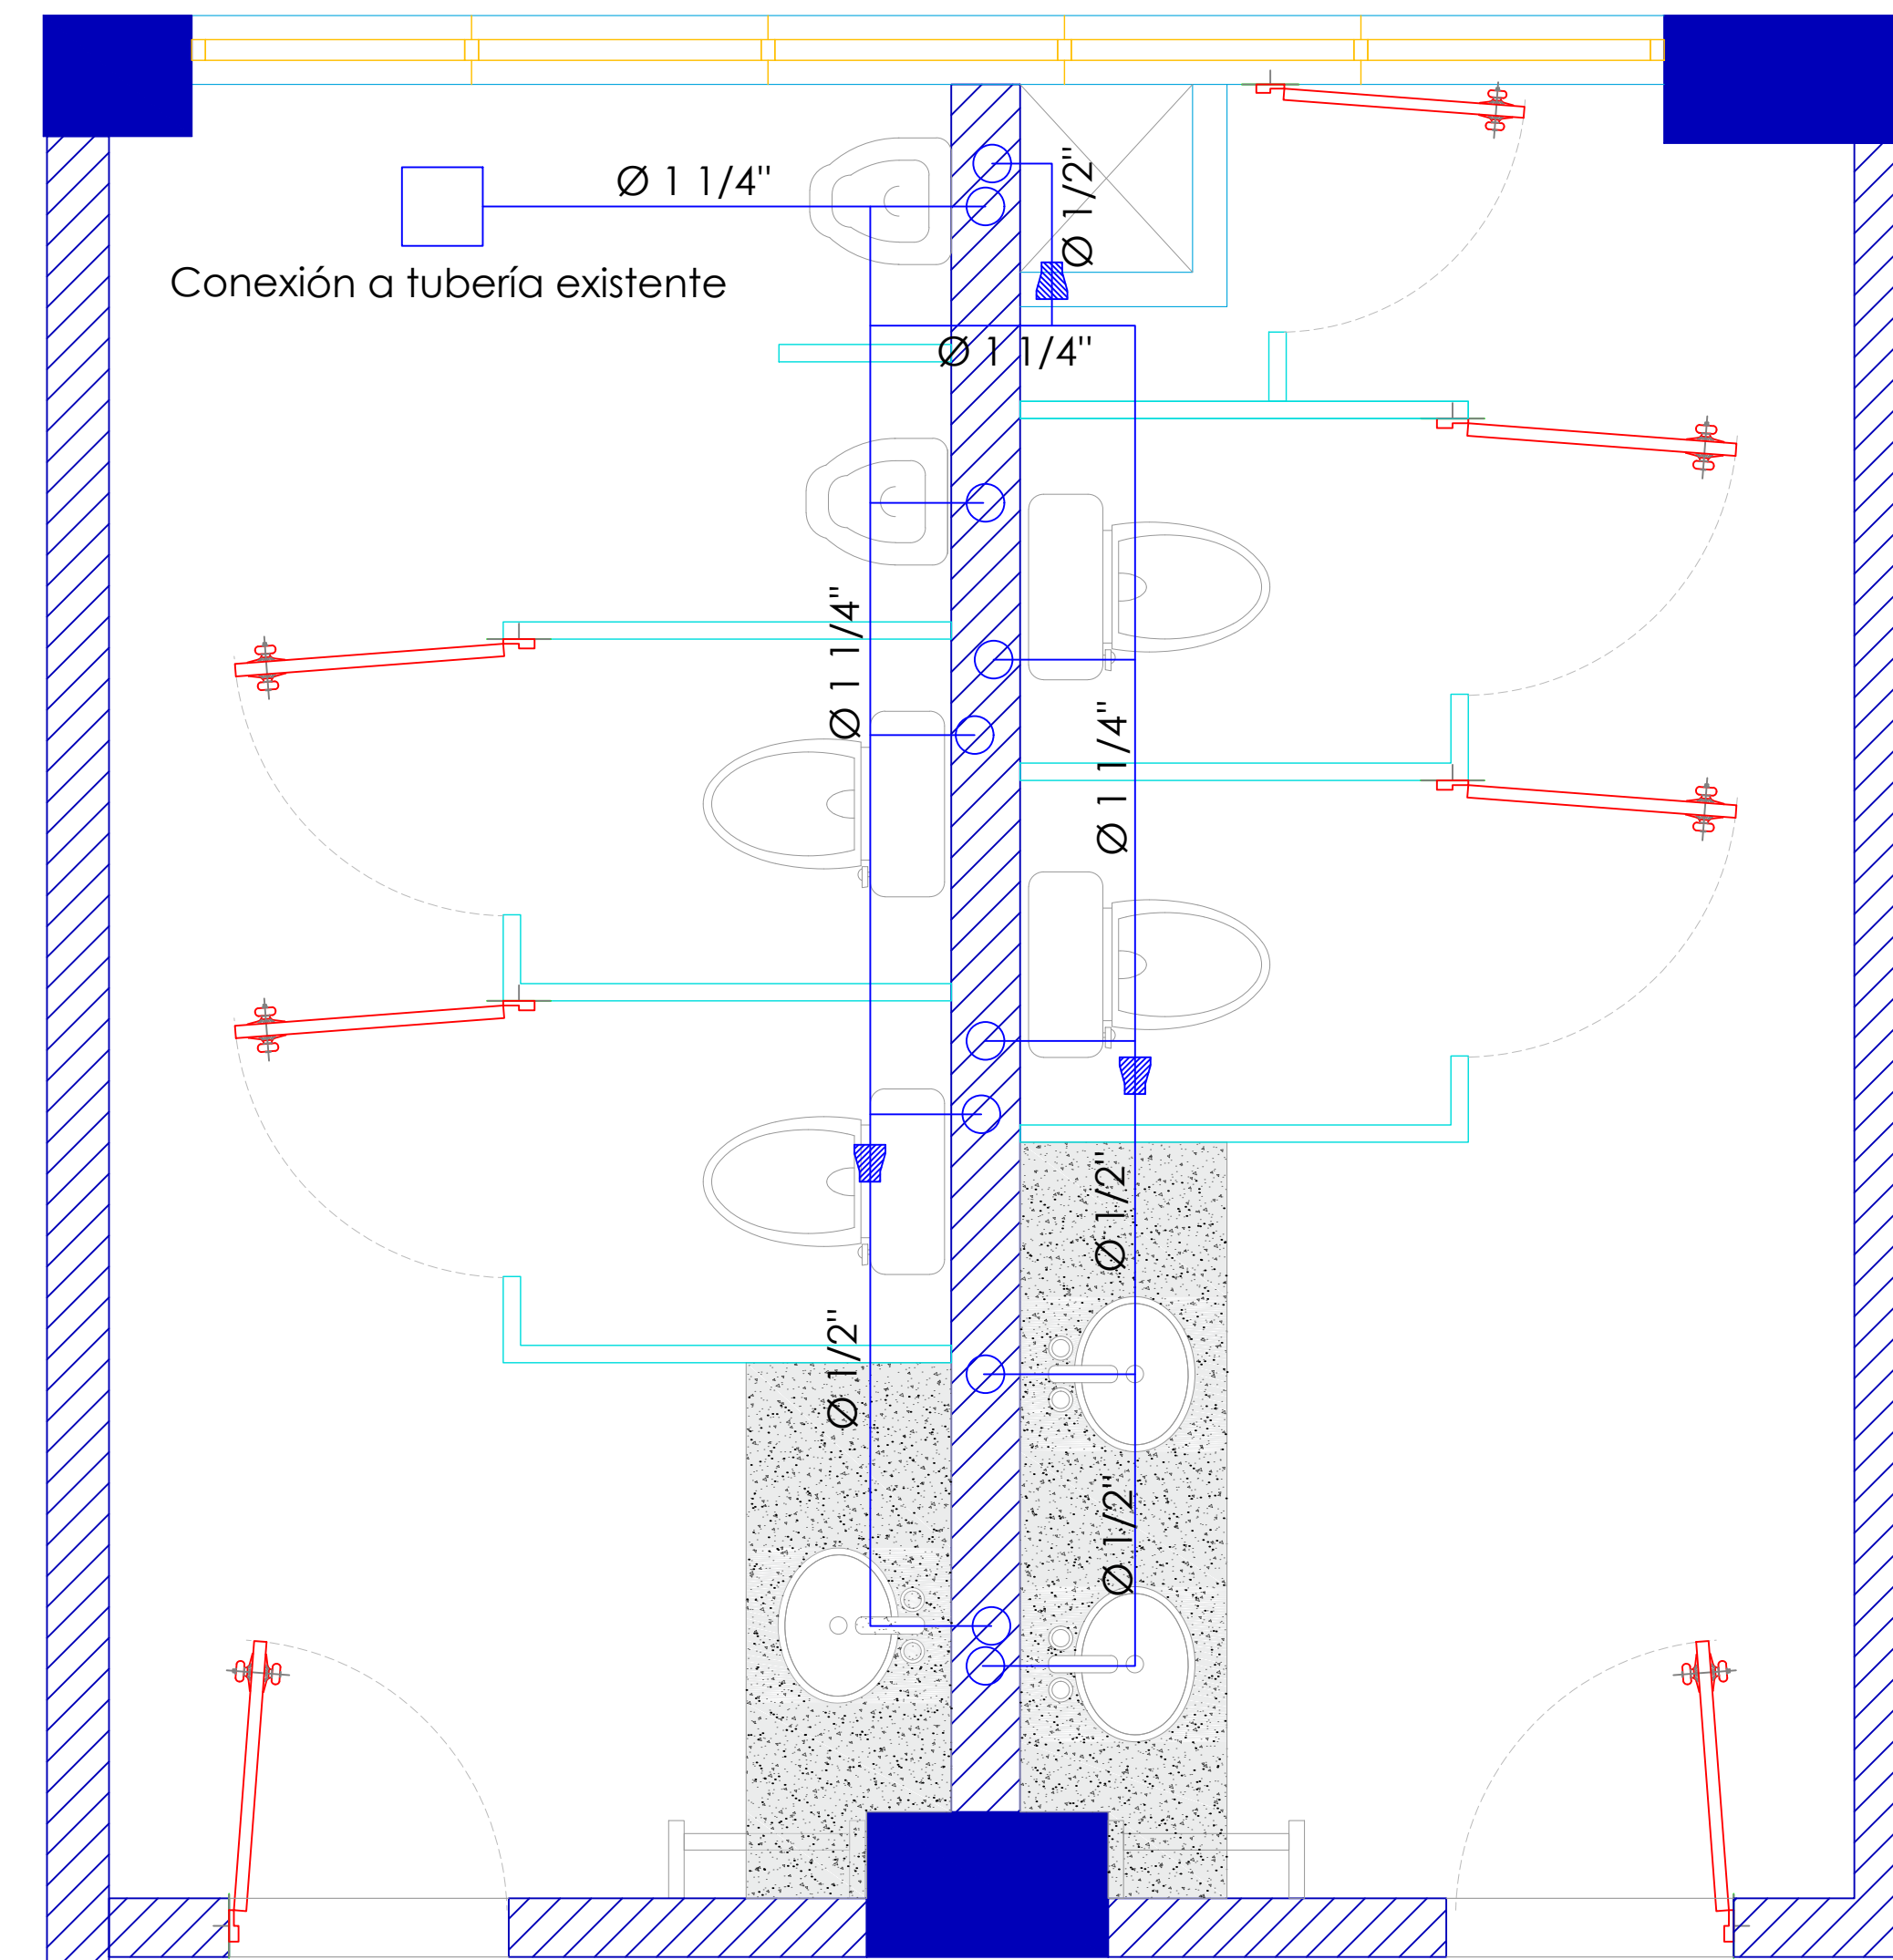 Ø 1 1/4"
Ø 1/2"
Conexión a tubería existente
Ø 1 1/4"
Ø 1 1/4"
Ø 1 1/4"
Ø 1/2"
Ø 1/2"
Ø 1/2"